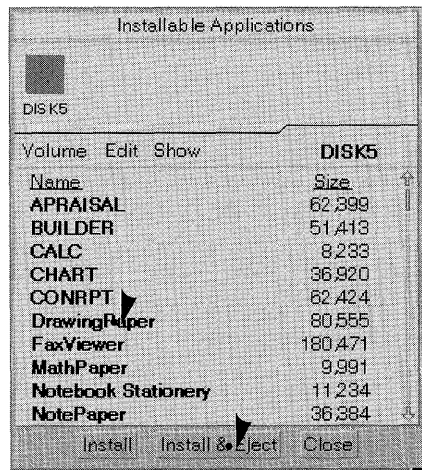 Installable Applications
DISK5
Volume Edit Show DISK5
Name Size
APRAISAL 62,399
BUILDER 51,413
CALC 8,233
CHART 36,920
CONRPT 62,424
DrawingPaper 80,555
FaxViewer 180,471
MathPaper 9,991
Notebook Stationery 11,234
NotePaper 36,384
Install Install & Eject Close